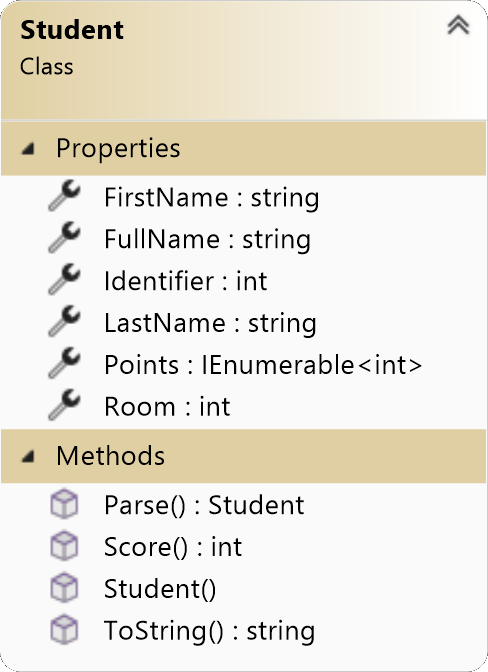 Student
Class
Properties
FirstName : string
FullName : string
Identifier : int
LastName : string
Points : IEnumerable<int>
Room : int
Methods
Parse() : Student
Score() : int
Student()
ToString() : string